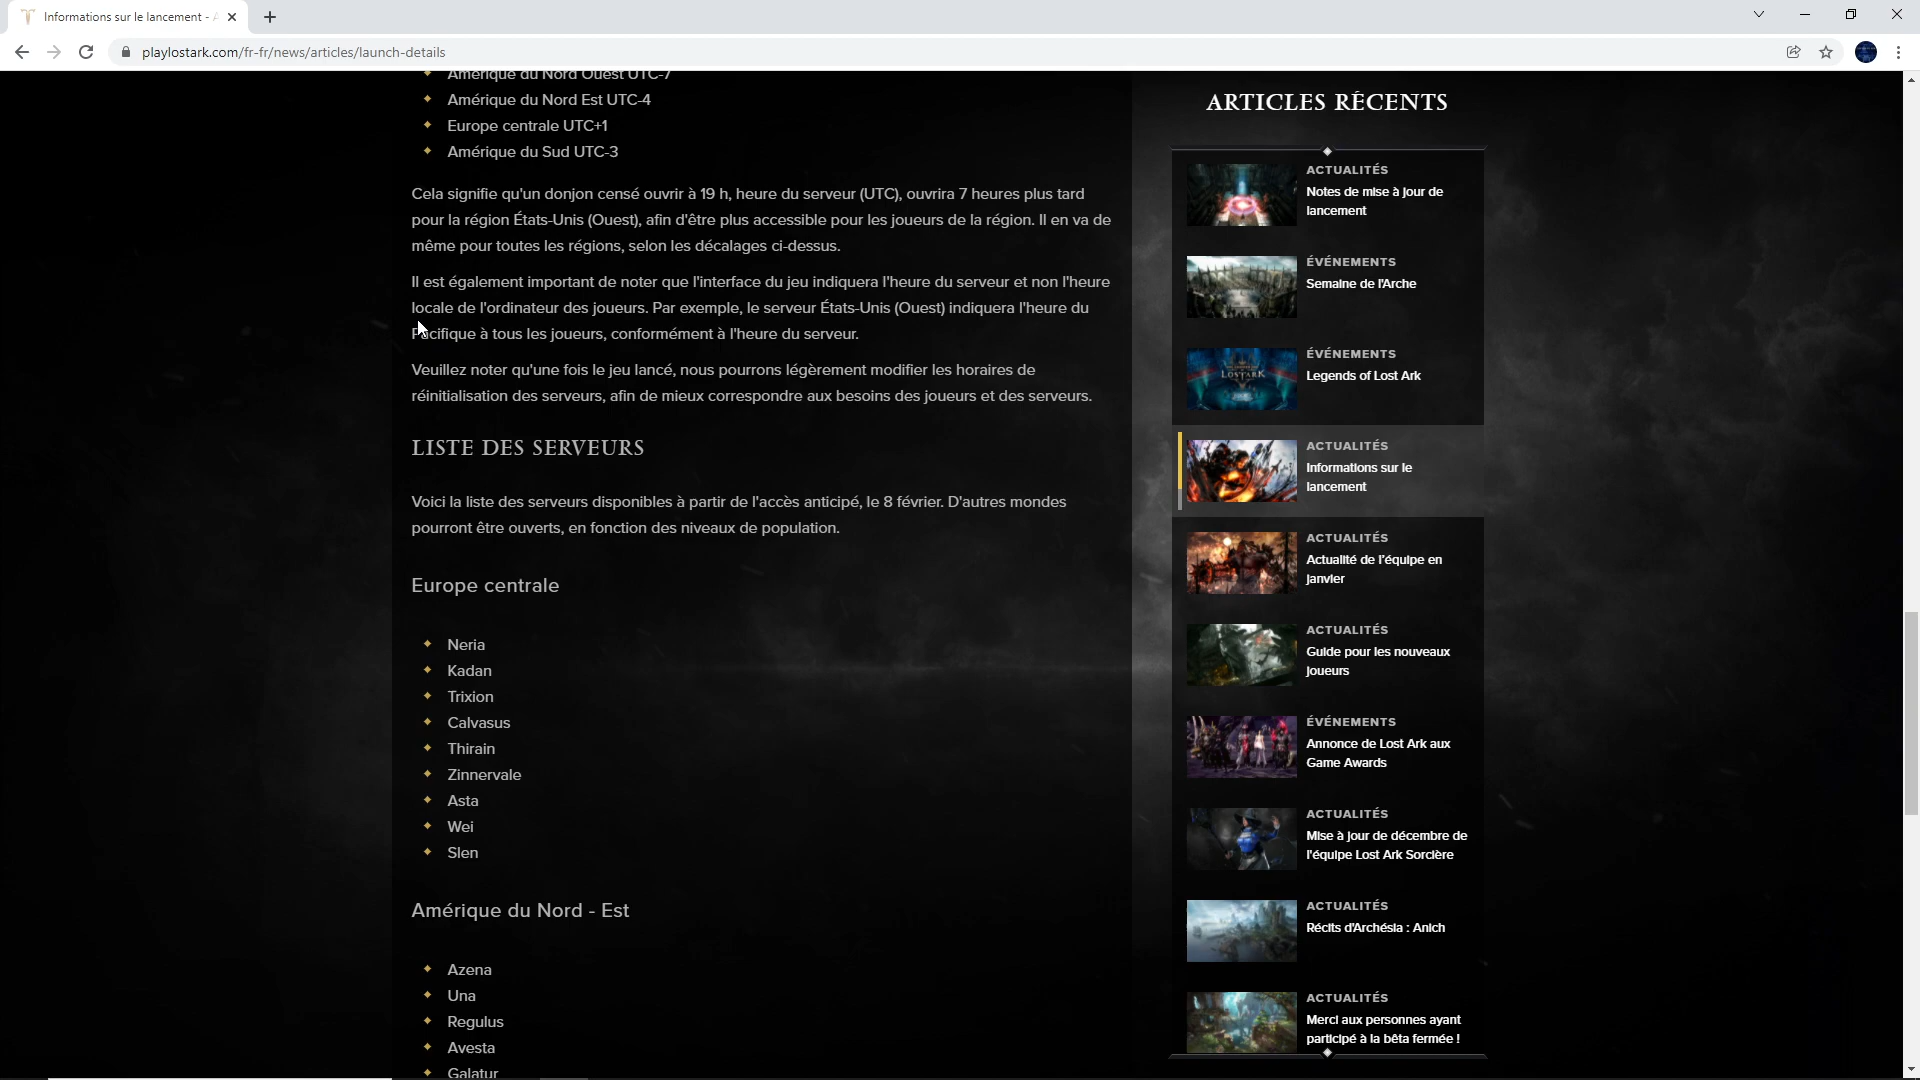 Informations sur le lancement -
playlostark.com/fr-fr/news/articles/launch-details
Amérique du Nord Ouest UTC-7
Amérique du Nord Est UTC-4
Europe centrale UTC+1
Amérique du Sud UTC-3
Cela signifie qu'un donjon censé ouvrir à 19 h, heure du serveur (UTC), ouvrira 7 heures plus tard
pour la région États-Unis (Ouest), afin d'être plus accessible pour les joueurs de la région. Il en va de
même pour toutes les régions, selon les décalages ci-dessus.
Il est également important de noter que l'interface du jeu indiquera l'heure du serveur et non l'heure
locale de l'ordinateur des joueurs. Par exemple, le serveur États-Unis (Ouest) indiquera l'heure du
Pacifique à tous les joueurs, conformément à l'heure du serveur.
Veuillez noter qu'une fois le jeu lancé, nous pourrons légèrement modifier les horaires de
réinitialisation des serveurs, afin de mieux correspondre aux besoins des joueurs et des serveurs.
LISTE DES SERVEURS
Voici la liste des serveurs disponibles à partir de l'accès anticipé, le 8 février. D'autres mondes
pourront être ouverts, en fonction des niveaux de population.
Europe centrale
Neria
Kadan
Trixion
Calvasus
Thirain
Zinnervale
Asta
Wei
Slen
Amérique du Nord - Est
Azena
Una
Regulus
Avesta
Galatur
ARTICLES RÉCENTS
ACTUALITÉS
Notes de mise à jour de
lancement
ÉVÉNEMENTS
Semaine de l'Arche
ÉVÉNEMENTS
Legends of Lost Ark
LOST ARK
ACTUALITÉS
Informations sur le
lancement
ACTUALITÉS
Actualité de l'équipe en
janvier
ACTUALITÉS
Guide pour les nouveaux
joueurs
ÉVÉNEMENTS
Annonce de Lost Ark aux
Game Awards
ACTUALITÉS
Mise à jour de décembre de
l'équipe Lost Ark Sorcière
ACTUALITÉS
Récits d'Archésia : Anich
ACTUALITÉS
Merci aux personnes ayant
participé à la bêta fermée !